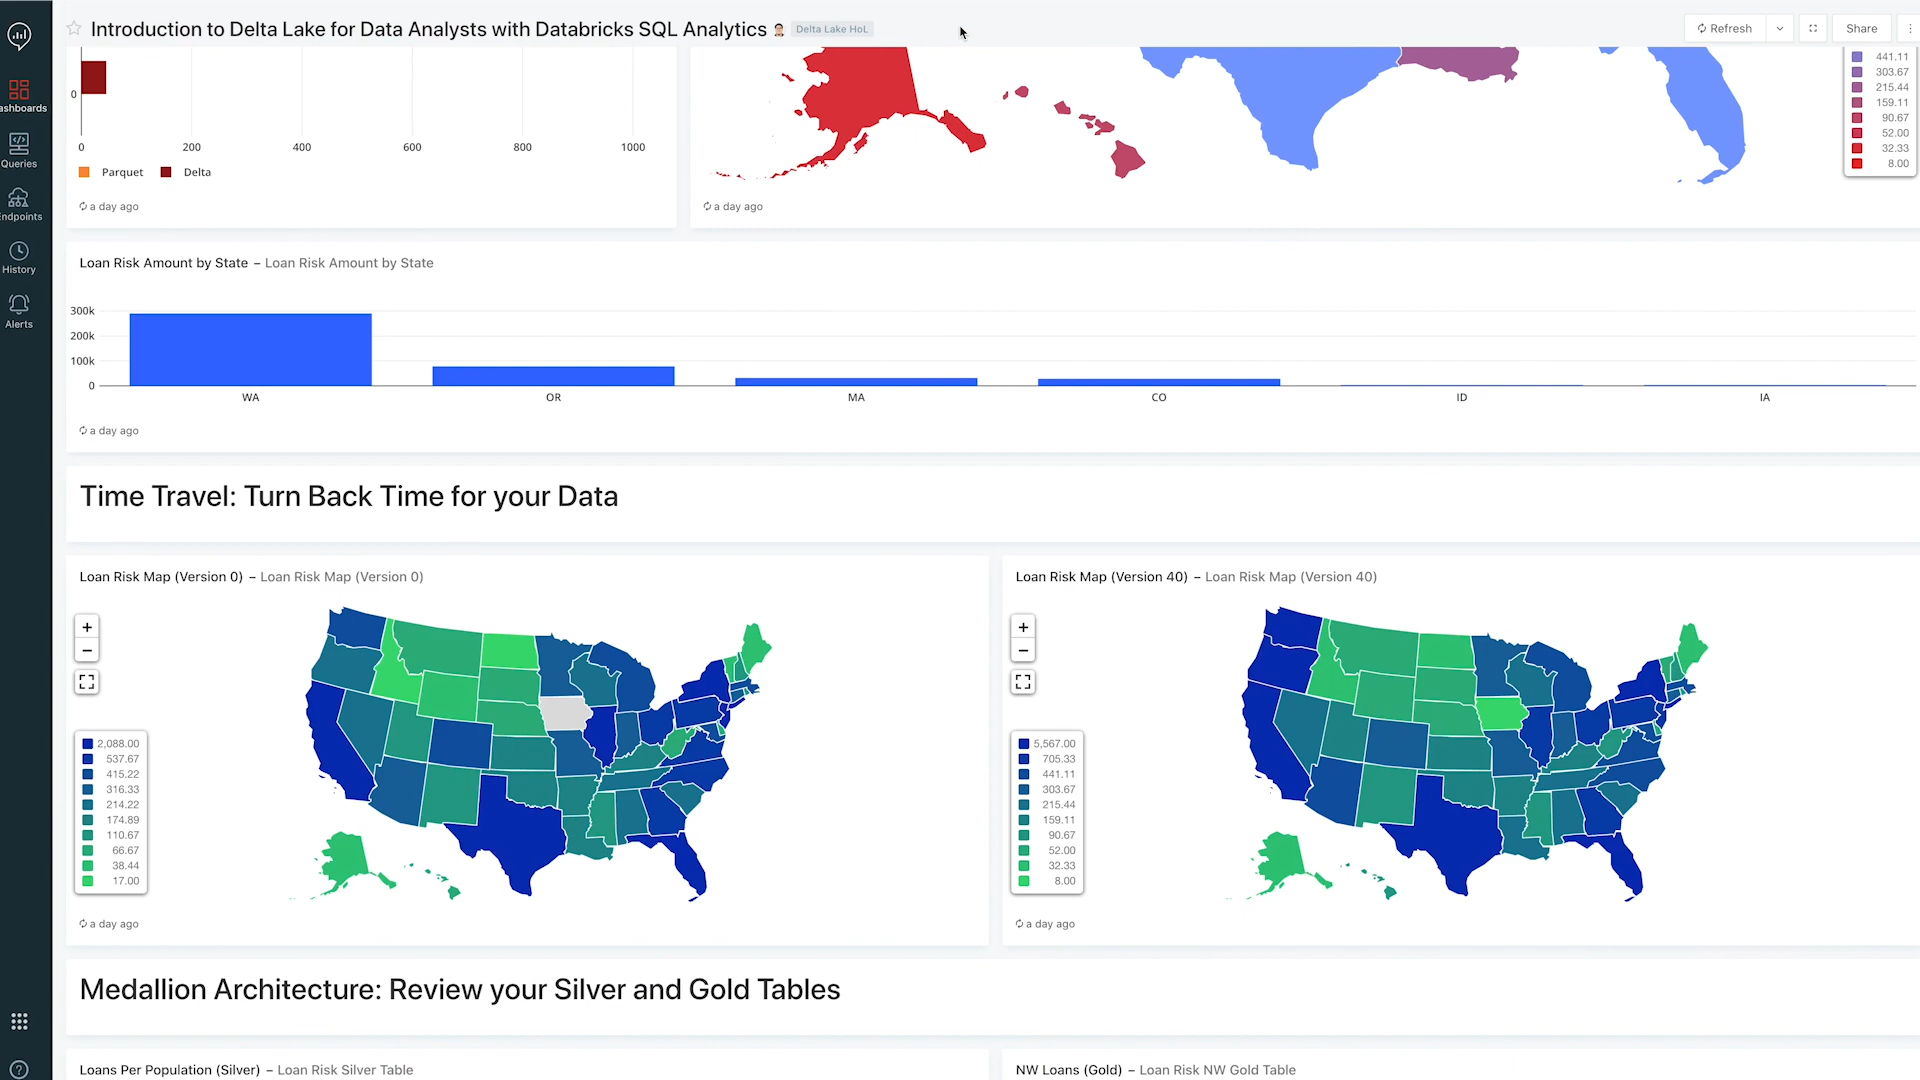 Introduction to Delta Lake for Data Analysts with Databricks SQL Analytics
Delta Lake HoL
Refresh
Share
ashboards
Queries
ndpoints
History
Alerts
0
0 200 400 600 800 1000
Parquet Delta
a day ago
441.11
303.67
215.44
159.11
90.67
52.00
32.33
8.00
a day ago
Loan Risk Amount by State – Loan Risk Amount by State
300k
200k
100k
0
WA OR MA CO ID IA
a day ago
Time Travel: Turn Back Time for your Data
Loan Risk Map (Version 0) – Loan Risk Map (Version 0)
+
−
2,088.00
537.67
415.22
316.33
214.22
174.89
110.67
66.67
38.44
17.00
a day ago
Loan Risk Map (Version 40) – Loan Risk Map (Version 40)
+
−
5,567.00
705.33
441.11
303.67
215.44
159.11
90.67
52.00
32.33
8.00
a day ago
Medallion Architecture: Review your Silver and Gold Tables
Loans Per Population (Silver) – Loan Risk Silver Table
NW Loans (Gold) – Loan Risk NW Gold Table